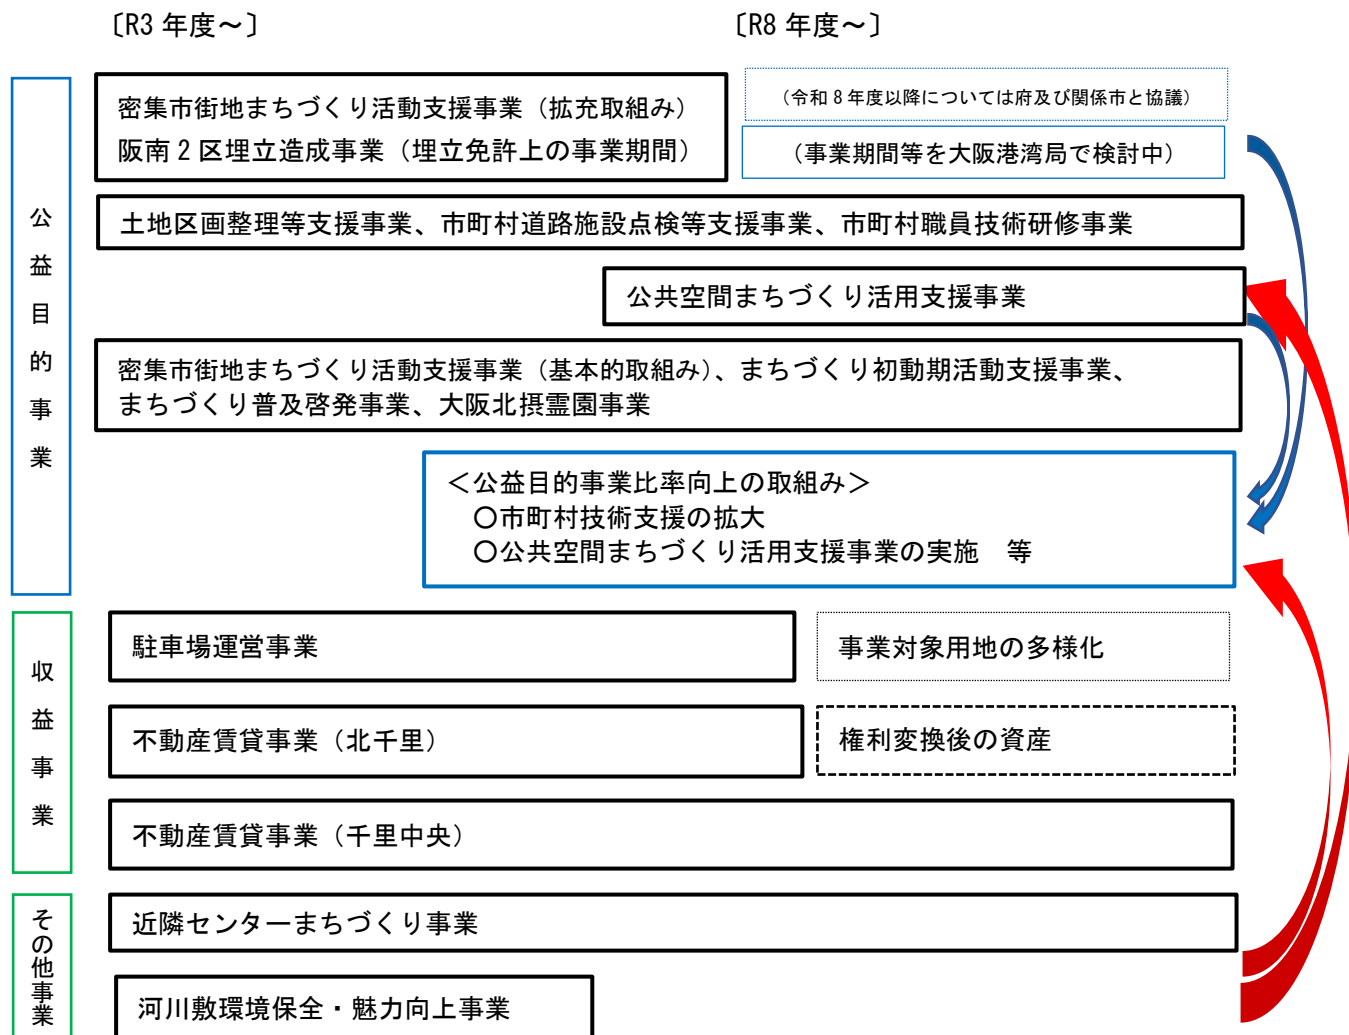 〔R3 年度～〕
〔R8 年度～〕
公益目的事業
密集市街地まちづくり活動支援事業（拡充取組み）
阪南２区埋立造成事業（埋立免許上の事業期間）
（令和８年度以降については府及び関係市と協議）
（事業期間等を大阪港湾局で検討中）
土地区画整理等支援事業、市町村道路施設点検等支援事業、市町村職員技術研修事業
公共空間まちづくり活用支援事業
密集市街地まちづくり活動支援事業（基本的取組み）、まちづくり初動期活動支援事業、
まちづくり普及啓発事業、大阪北摂霊園事業
＜公益目的事業比率向上の取組み＞
〇市町村技術支援の拡大
〇公共空間まちづくり活用支援事業の実施　等
収益事業
駐車場運営事業
事業対象用地の多様化
不動産賃貸事業（北千里）
権利変換後の資産
不動産賃貸事業（千里中央）
その他事業
近隣センターまちづくり事業
河川敷環境保全・魅力向上事業